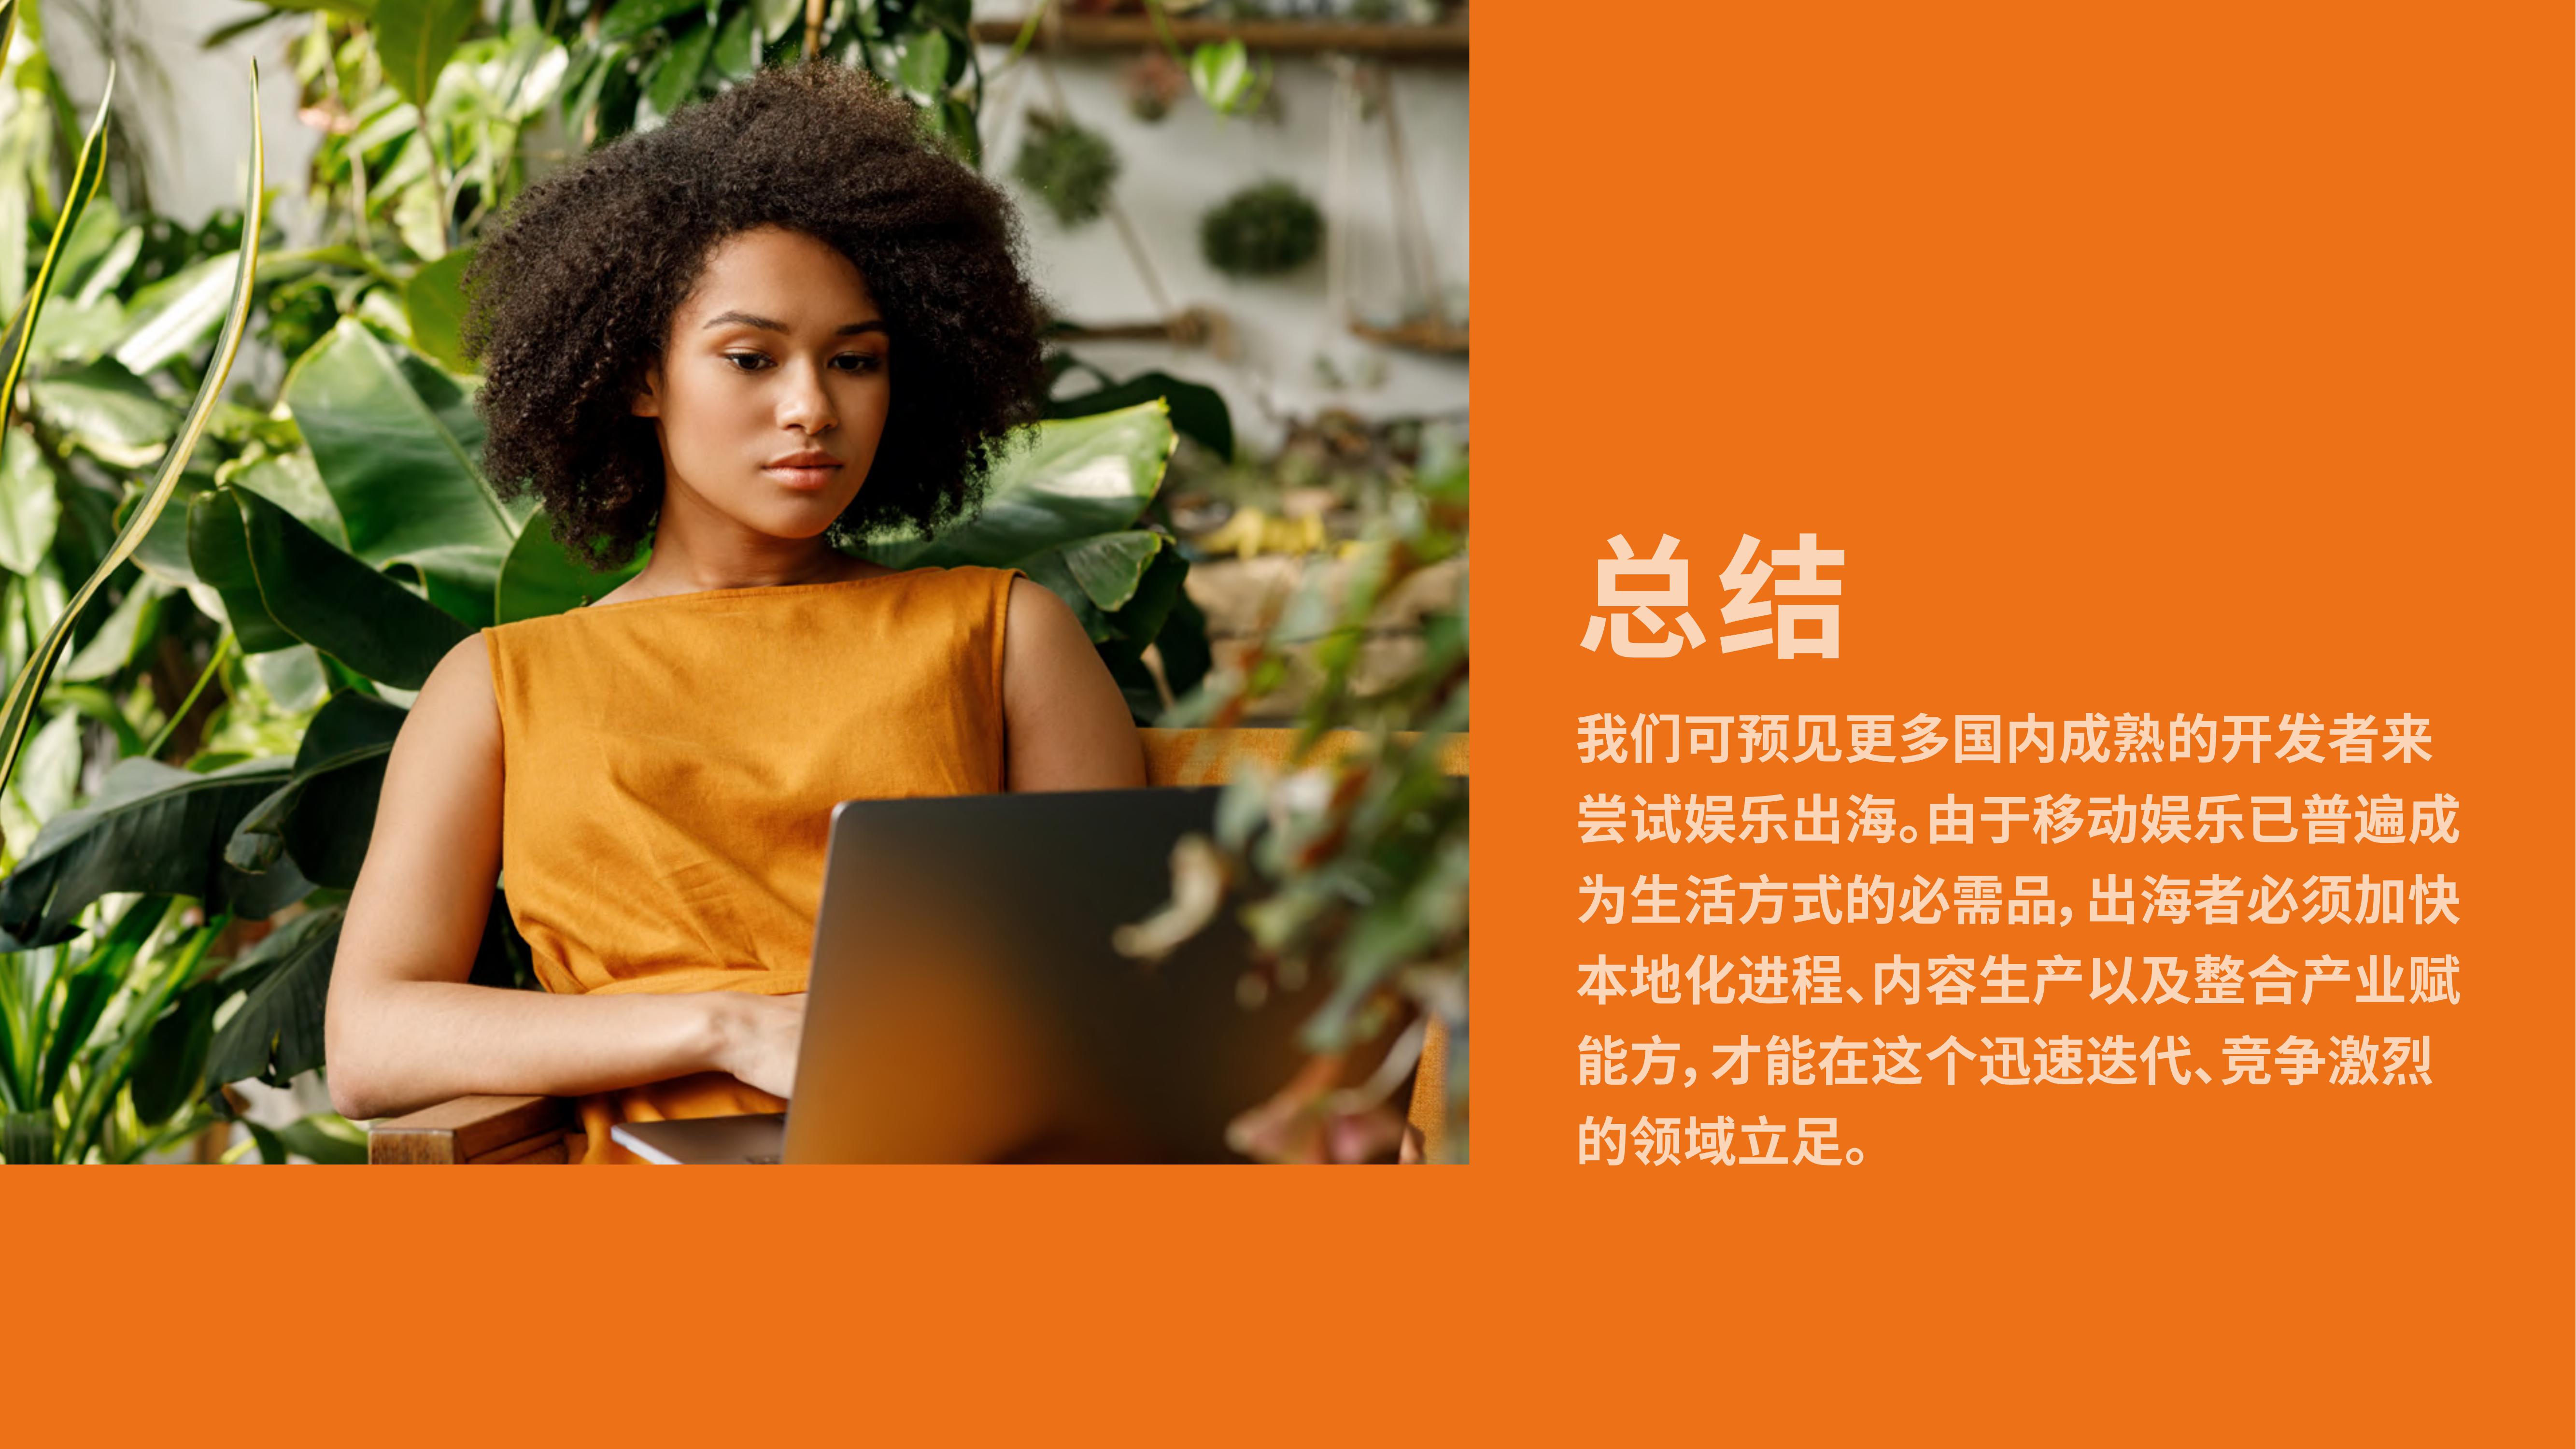 总结
我们可预见更多国内成熟的开发者来
尝试娱乐出海。由于移动娱乐已普遍成
为生活方式的必需品，出海者必须加快
本地化进程、内容生产以及整合产业赋
能方，才能在这个迅速迭代、竞争激烈
的领域立足。